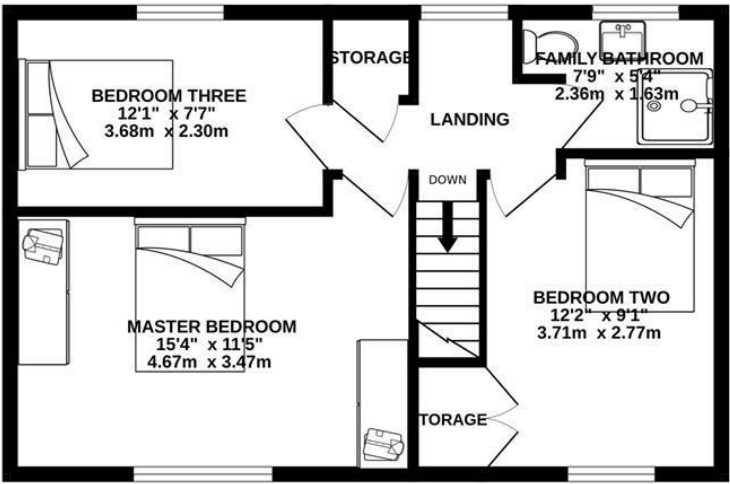 STORAGE
FAMILY BATHROOM
7'9" x 5'4"
2.36m x 1.63m
BEDROOM THREE
12'1" x 7'7"
3.68m x 2.30m
LANDING
DOWN
BEDROOM TWO
12'2" x 9'1"
3.71m x 2.77m
MASTER BEDROOM
15'4" x 11'5"
4.67m x 3.47m
TORAGE